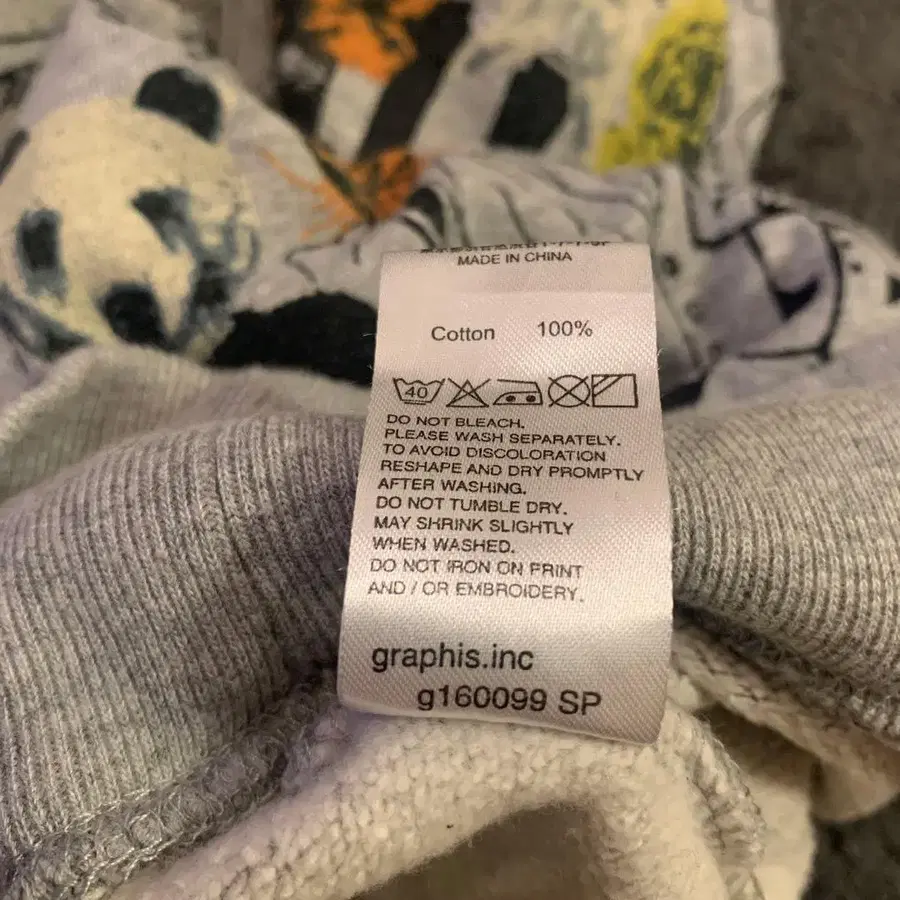 MADE IN CHINA
Cotton 100%
40
DO NOT BLEACH.
PLEASE WASH SEPARATELY.
TO AVOID DISCOLORATION
RESHAPE AND DRY PROMPTLY
AFTER WASHING.
DO NOT TUMBLE DRY.
MAY SHRINK SLIGHTLY
WHEN WASHED.
DO NOT IRON ON PRINT
AND / OR EMBROIDERY.
graphis.inc
g160099 SP